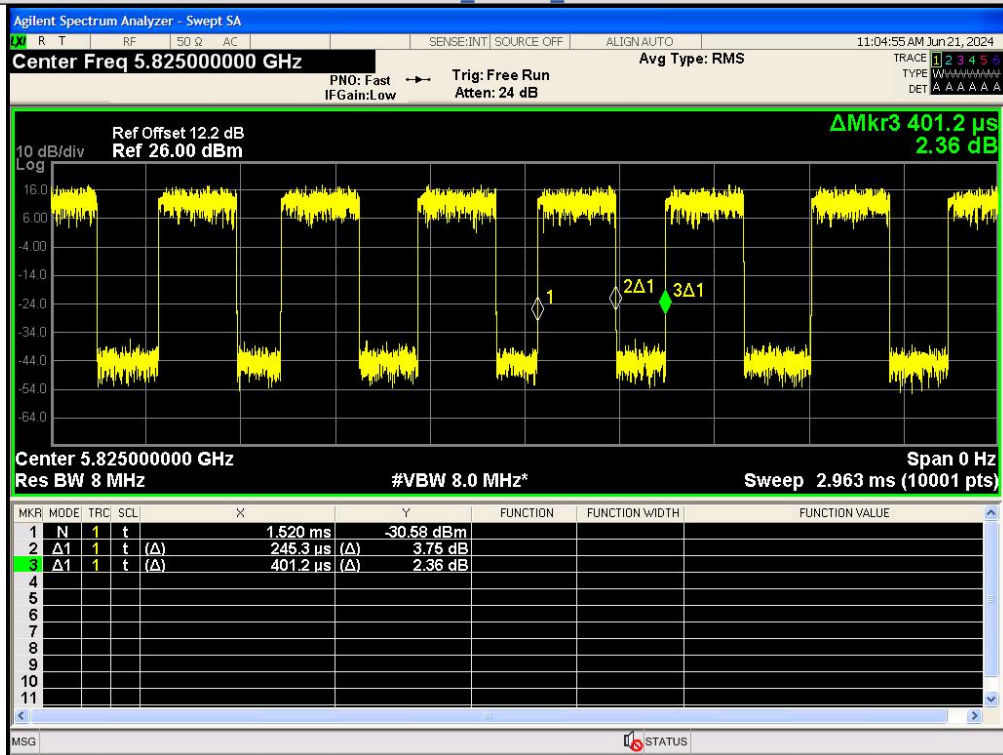 Agilent Spectrum Analyzer - Swept SA
LXI R T RF 50 Ω AC SENSE:INT SOURCE OFF ALIGN AUTO 11:04:55 AM Jun 21, 2024
Center Freq 5.825000000 GHz
PNO: Fast
IFGain:Low
Trig: Free Run
Atten: 24 dB
Avg Type: RMS
TRACE 1 2 3 4 5 6
TYPE WWWWWW
DET A A A A A A
ΔMkr3 401.2 µs
2.36 dB
10 dB/div
Log
Ref Offset 12.2 dB
Ref 26.00 dBm
16.0
6.00
-4.00
-14.0
-24.0
-34.0
-44.0
-54.0
-64.0
1
2Δ1
3Δ1
Center 5.825000000 GHz
Span 0 Hz
Res BW 8 MHz
#VBW 8.0 MHz*
Sweep 2.963 ms (10001 pts)
MKR MODE TRC SCL X Y FUNCTION FUNCTION WIDTH FUNCTION VALUE
1 N 1 t 1.520 ms -30.58 dBm
2 Δ1 1 t (Δ) 245.3 µs (Δ) 3.75 dB
3 Δ1 1 t (Δ) 401.2 µs (Δ) 2.36 dB
4
5
6
7
8
9
10
11
MSG
STATUS